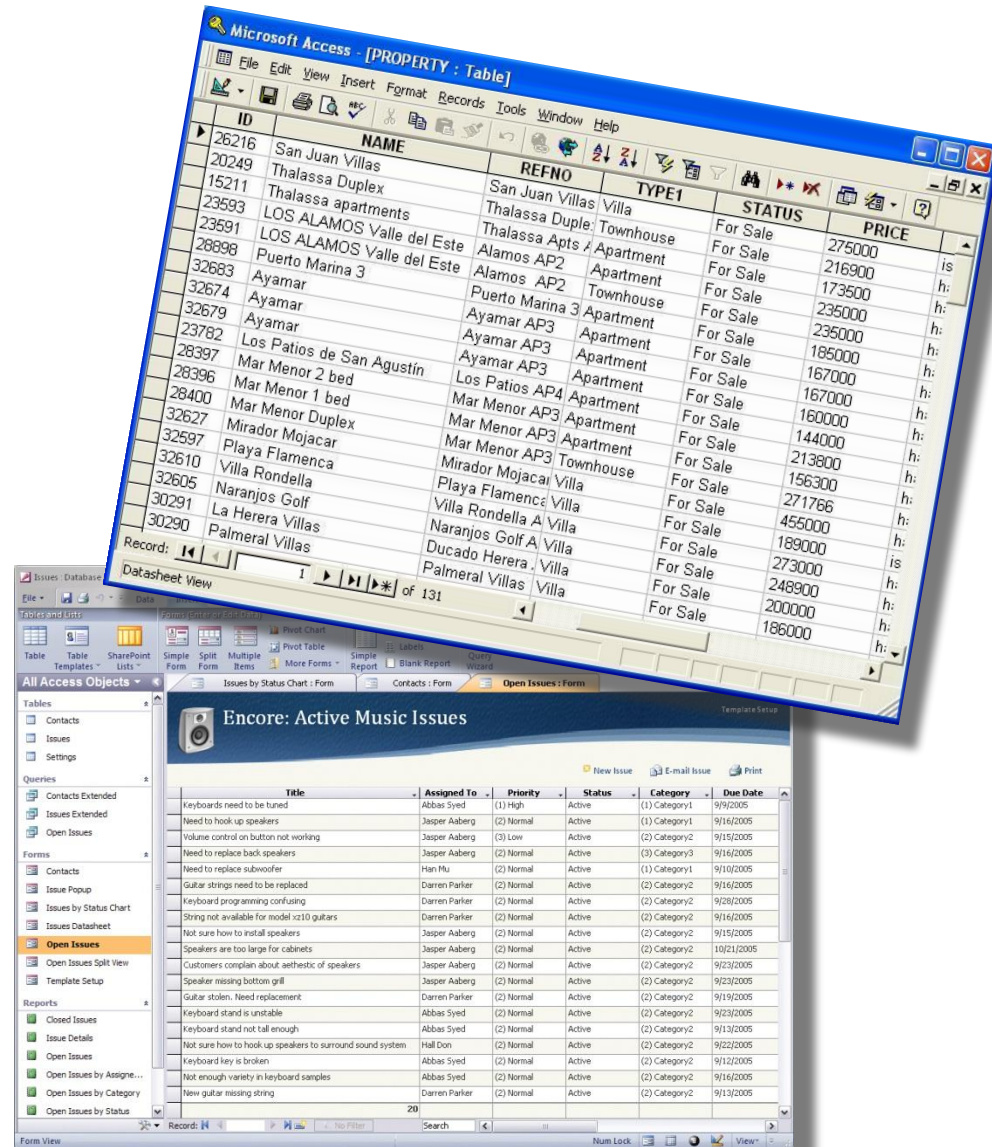 Microsoft Access - [PROPERTY : Table]
File Edit View Insert Format Records Tools Window Help
ID NAME REFNO TYPE1 STATUS PRICE
26216 San Juan Villas San Juan Villas Villa For Sale 275000 is
20249 Thalassa Duplex Thalassa Duple: Townhouse For Sale 216900 h:
15211 Thalassa apartments Thalassa Apts Apartment For Sale 173500 h:
23593 LOS ALAMOS Valle del Este Alamos AP2 Apartment For Sale 235000 h:
23591 LOS ALAMOS Valle del Este Alamos AP2 Apartment For Sale 235000 h:
28898 Puerto Marina 3 Puerto Marina 3 Townhouse For Sale 185000 h:
32683 Ayamar Ayamar AP3 Apartment For Sale 167000 h:
32674 Ayamar Ayamar AP3 Apartment For Sale 167000 h:
32679 Ayamar Ayamar AP3 Apartment For Sale 160000 h:
23782 Los Patios de San Agustín Los Patios AP4 Apartment For Sale 144000 h:
28397 Mar Menor 2 bed Mar Menor AP3 Apartment For Sale 213800 h:
28396 Mar Menor 1 bed Mar Menor AP3 Apartment For Sale 156300 h:
28400 Mar Menor Duplex Mar Menor AP3 Townhouse For Sale 271766 h:
32627 Mirador Mojacar Mirador Mojacar Villa For Sale 455000 h:
32597 Playa Flamenca Playa Flamenca Villa For Sale 189000 is
32610 Villa Rondella Villa Rondella A Villa For Sale 273000 h:
32605 Naranjos Golf Naranjos Golf A Villa For Sale 248900 h:
30291 La Herera Villas Ducado Herera Villa For Sale 200000 h:
30290 Palmeral Villas Palmeral Villas Villa For Sale 186000 h:
Record: 1 of 131
Datasheet View
Issues : Database
File Data
Tables and Lists
Pivot Chart
Pivot Table Labels Query
Table Table SharePoint Simple Split Multiple More Forms Simple Blank Report Wizard
Templates Lists Form Form Items Report
All Access Objects Issues by Status Chart : Form Contacts : Form Open Issues : Form
Tables
Contacts
Issues
Settings
Queries
Contacts Extended
Issues Extended
Open Issues
Forms
Contacts
Issue Popup
Issues by Status Chart
Issues Datasheet
Open Issues
Open Issues Split View
Template Setup
Reports
Closed Issues
Issue Details
Open Issues
Open Issues by Assigne...
Open Issues by Category
Open Issues by Status
Encore: Active Music Issues
Template Setup
New Issue E-mail Issue Print
Title Assigned To Priority Status Category Due Date
Keyboards need to be tuned Abbas Syed (1) High Active (1) Category1 9/9/2005
Need to hook up speakers Jasper Aaberg (2) Normal Active (1) Category1 9/16/2005
Volume control on button not working Jasper Aaberg (3) Low Active (2) Category2 9/15/2005
Need to replace back speakers Jasper Aaberg (2) Normal Active (3) Category3 9/16/2005
Need to replace subwoofer Han Mu (2) Normal Active (1) Category1 9/10/2005
Guitar strings need to be replaced Darren Parker (2) Normal Active (2) Category2 9/16/2005
Keyboard programming confusing Darren Parker (2) Normal Active (2) Category2 9/28/2005
String not available for model xz10 guitars Darren Parker (2) Normal Active (2) Category2 9/16/2005
Not sure how to install speakers Jasper Aaberg (2) Normal Active (2) Category2 9/15/2005
Speakers are too large for cabinets Jasper Aaberg (2) Normal Active (2) Category2 10/21/2005
Customers complain about aethestic of speakers Jasper Aaberg (2) Normal Active (2) Category2 9/23/2005
Speaker missing bottom grill Jasper Aaberg (2) Normal Active (2) Category2 9/23/2005
Guitar stolen. Need replacement Darren Parker (2) Normal Active (2) Category2 9/19/2005
Keyboard stand is unstable Abbas Syed (2) Normal Active (2) Category2 9/23/2005
Keyboard stand not tall enough Abbas Syed (2) Normal Active (2) Category2 9/13/2005
Not sure how to hook up speakers to surround sound system Hall Don (2) Normal Active (2) Category2 9/22/2005
Keyboard key is broken Abbas Syed (2) Normal Active (2) Category2 9/12/2005
Not enough variety in keyboard samples Abbas Syed (2) Normal Active (2) Category2 9/16/2005
New guitar missing string Darren Parker (2) Normal Active (2) Category2 9/13/2005
20
Record: No Filter Search
Form View Num Lock View